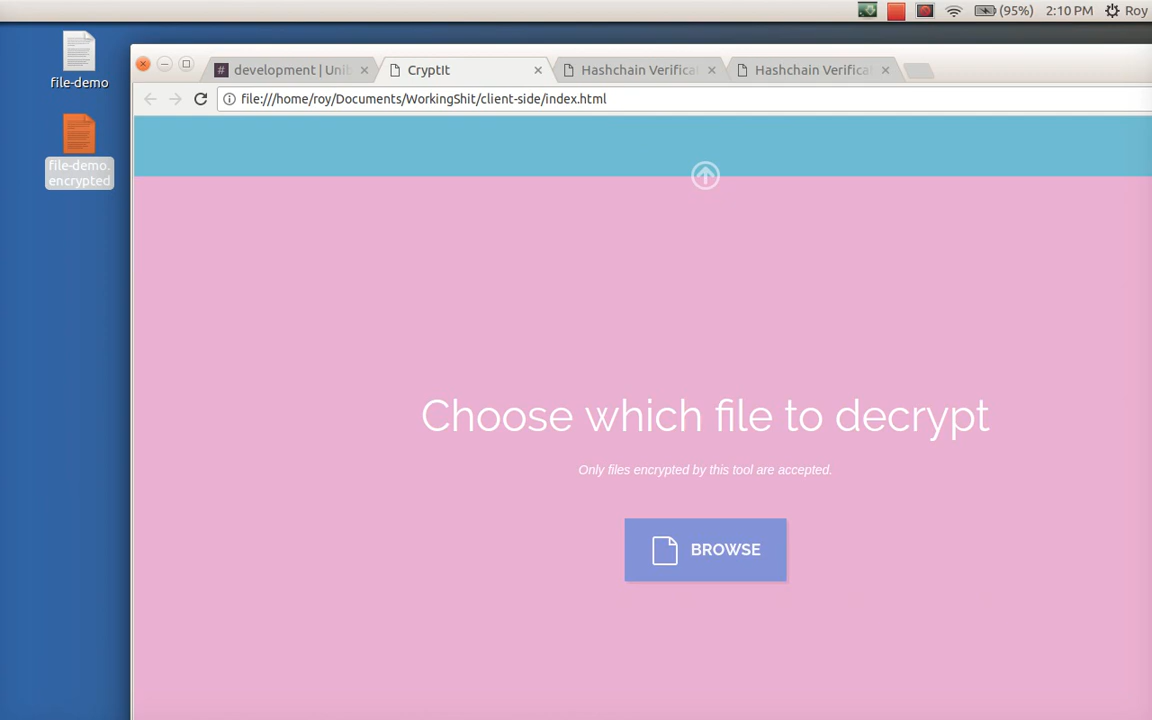 (95%) 2:10 PM Roy
file-demo
file-demo.
encrypted
# development | Unil
CryptIt
Hashchain Verifica
Hashchain Verifica
file:///home/roy/Documents/WorkingShit/client-side/index.html
Choose which file to decrypt
Only files encrypted by this tool are accepted.
BROWSE